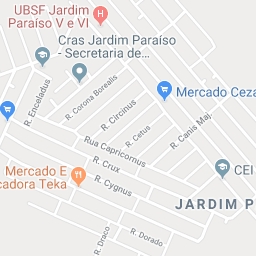 UBSF Jardim
Paraíso V e VI
Cras Jardim Paraíso
- Secretaria de...
R. Enceladus
R. Corona Borealis
Mercado Ceza
R. Circinus
R. Cetus
R. Canis Maj.
Rua Capricornus
Mercado E
cadora Teka
R. Crux
R. Cygnus
CEI
JARDIM P
R. Draco
R. Dorado